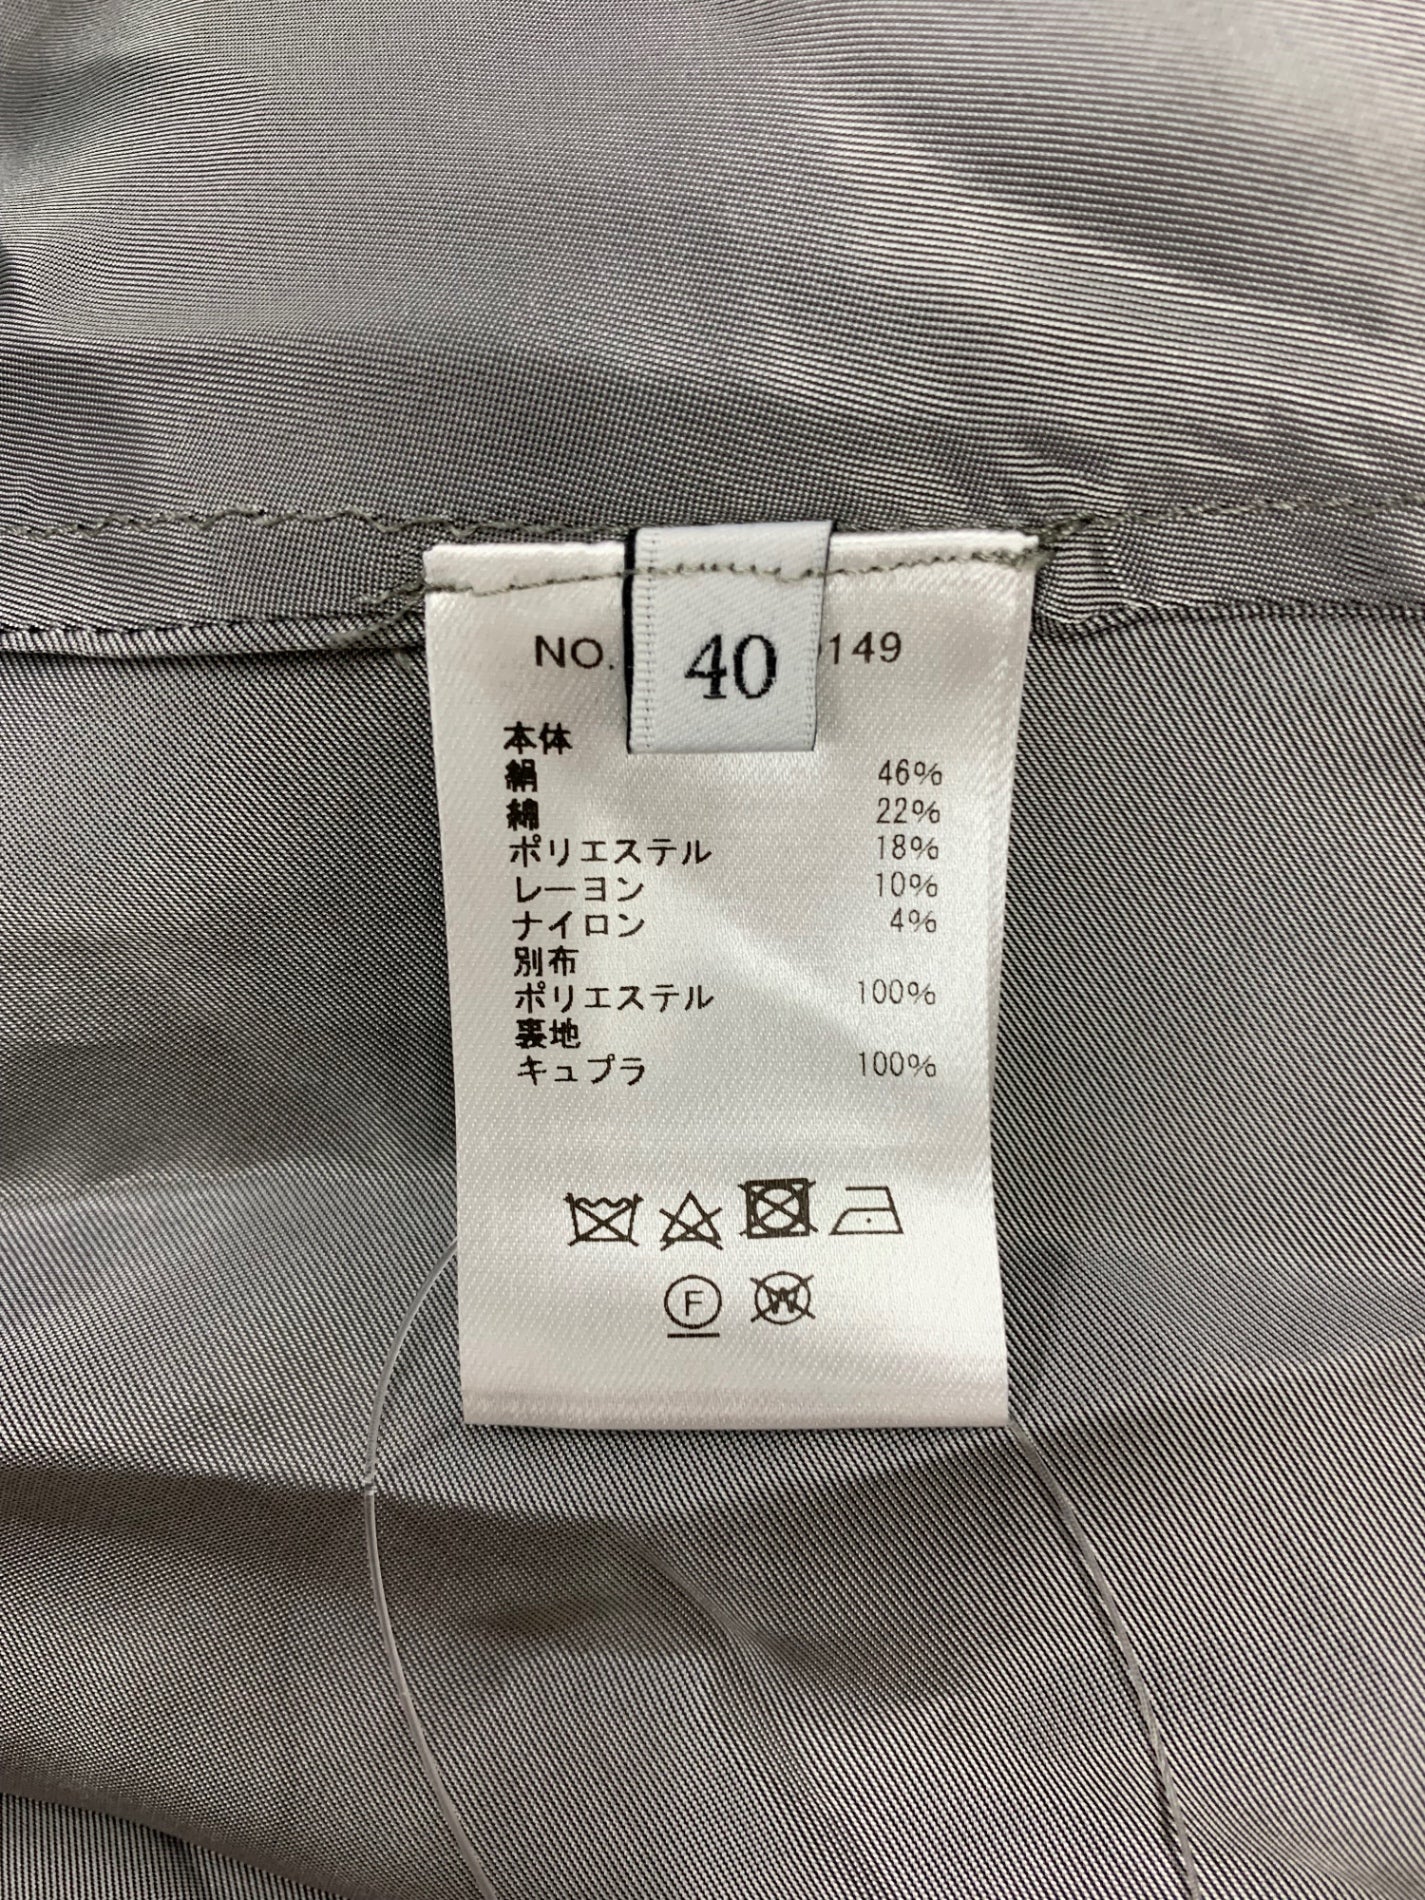 40
NO. 149
本体
絹 46%
綿 22%
ポリエステル 18%
レーヨン 10%
ナイロン 4%
別布
ポリエステル 100%
裏地
キュプラ 100%
F
W